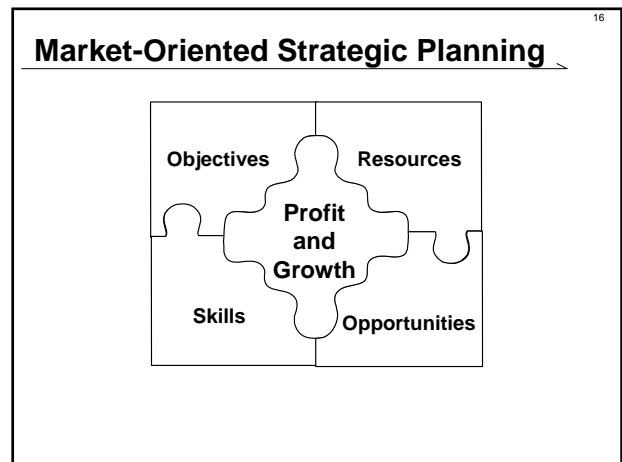 16
Market-Oriented Strategic Planning
Objectives
Resources
Profit
and
Growth
Skills
Opportunities